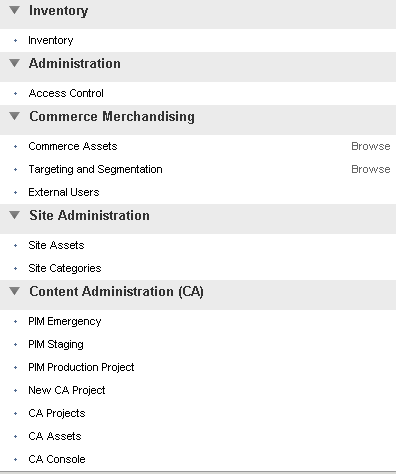 Inventory
Inventory
Administration
Access Control
Commerce Merchandising
Commerce Assets Browse
Targeting and Segmentation Browse
External Users
Site Administration
Site Assets
Site Categories
Content Administration (CA)
PIM Emergency
PIM Staging
PIM Production Project
New CA Project
CA Projects
CA Assets
CA Console